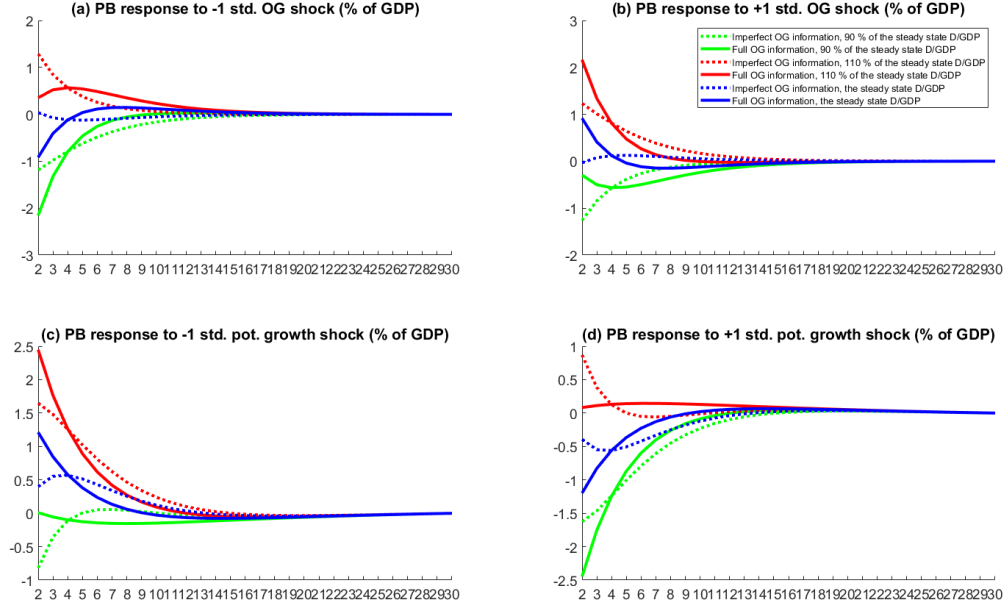 (a) PB response to -1 std. OG shock (% of GDP)
2
1
0
-1
-2
-3
2 3 4 5 6 7 8 9 10 11 12 13 14 15 16 17 18 19 20 21 22 23 24 25 26 27 28 29 30
(b) PB response to +1 std. OG shock (% of GDP)
3
2
1
0
-1
2
2 3 4 5 6 7 8 9 10 11 12 13 14 15 16 17 18 19 20 21 22 23 24 25 26 27 28 29 30
Imperfect OG information, 90 % of the steady state D/GDP
Full OG information, 90 % of the steady state D/GDP
Imperfect OG information, 110 % of the steady state D/GDP
Full OG information, 110 % of the steady state D/GDP
Imperfect OG information, the steady state D/GDP
Full OG information, the steady state D/GDP
(c) PB response to -1 std. pot. growth shock (% of GDP)
2.5
2
1.5
1
0.5
0
-0.5
-1
2 3 4 5 6 7 8 9 10 11 12 13 14 15 16 17 18 19 20 21 22 23 24 25 26 27 28 29 30
(d) PB response to +1 std. pot. growth shock (% of GDP)
1
0.5
0
-0.5
-1
-1.5
-2
-2.5
2 3 4 5 6 7 8 9 10 11 12 13 14 15 16 17 18 19 20 21 22 23 24 25 26 27 28 29 30